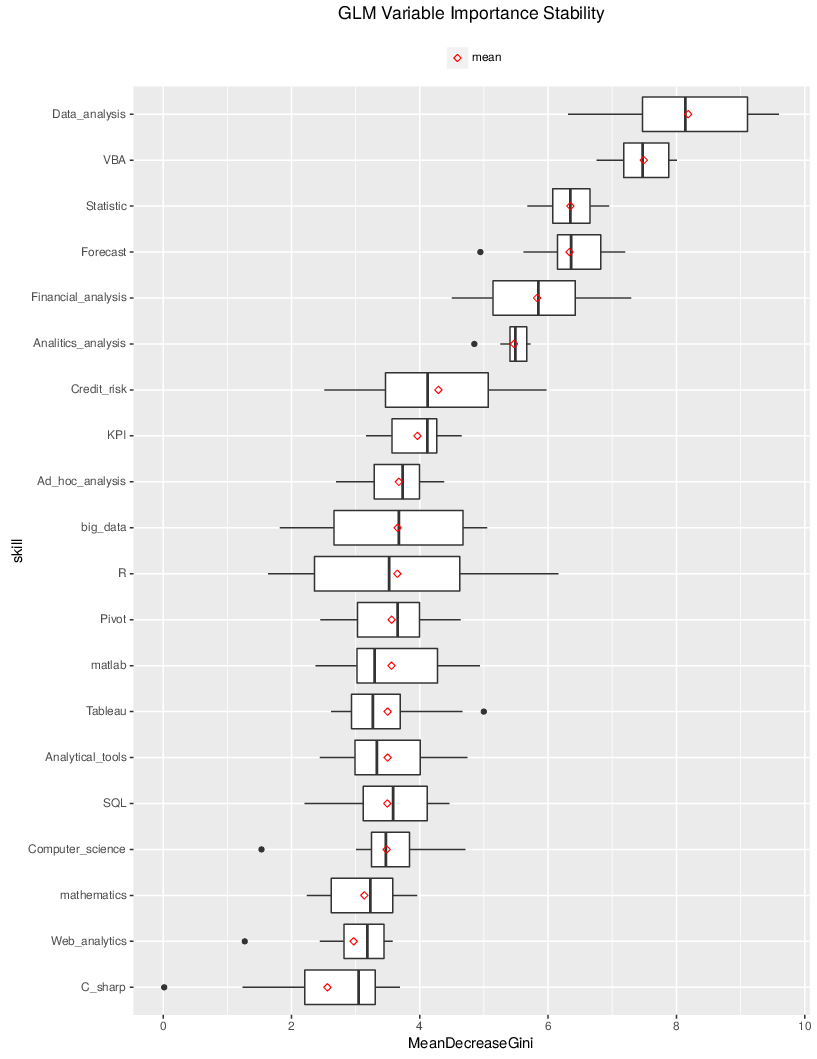 GLM Variable Importance Stability
mean
Data_analysis
VBA
Statistic
Forecast
Financial_analysis
Analitics_analysis
Credit_risk
KPI
Ad_hoc_analysis
big_data
R
Pivot
matlab
Tableau
Analytical_tools
SQL
Computer_science
mathematics
Web_analytics
C_sharp
skill
0 2 4 6 8 10
MeanDecreaseGini